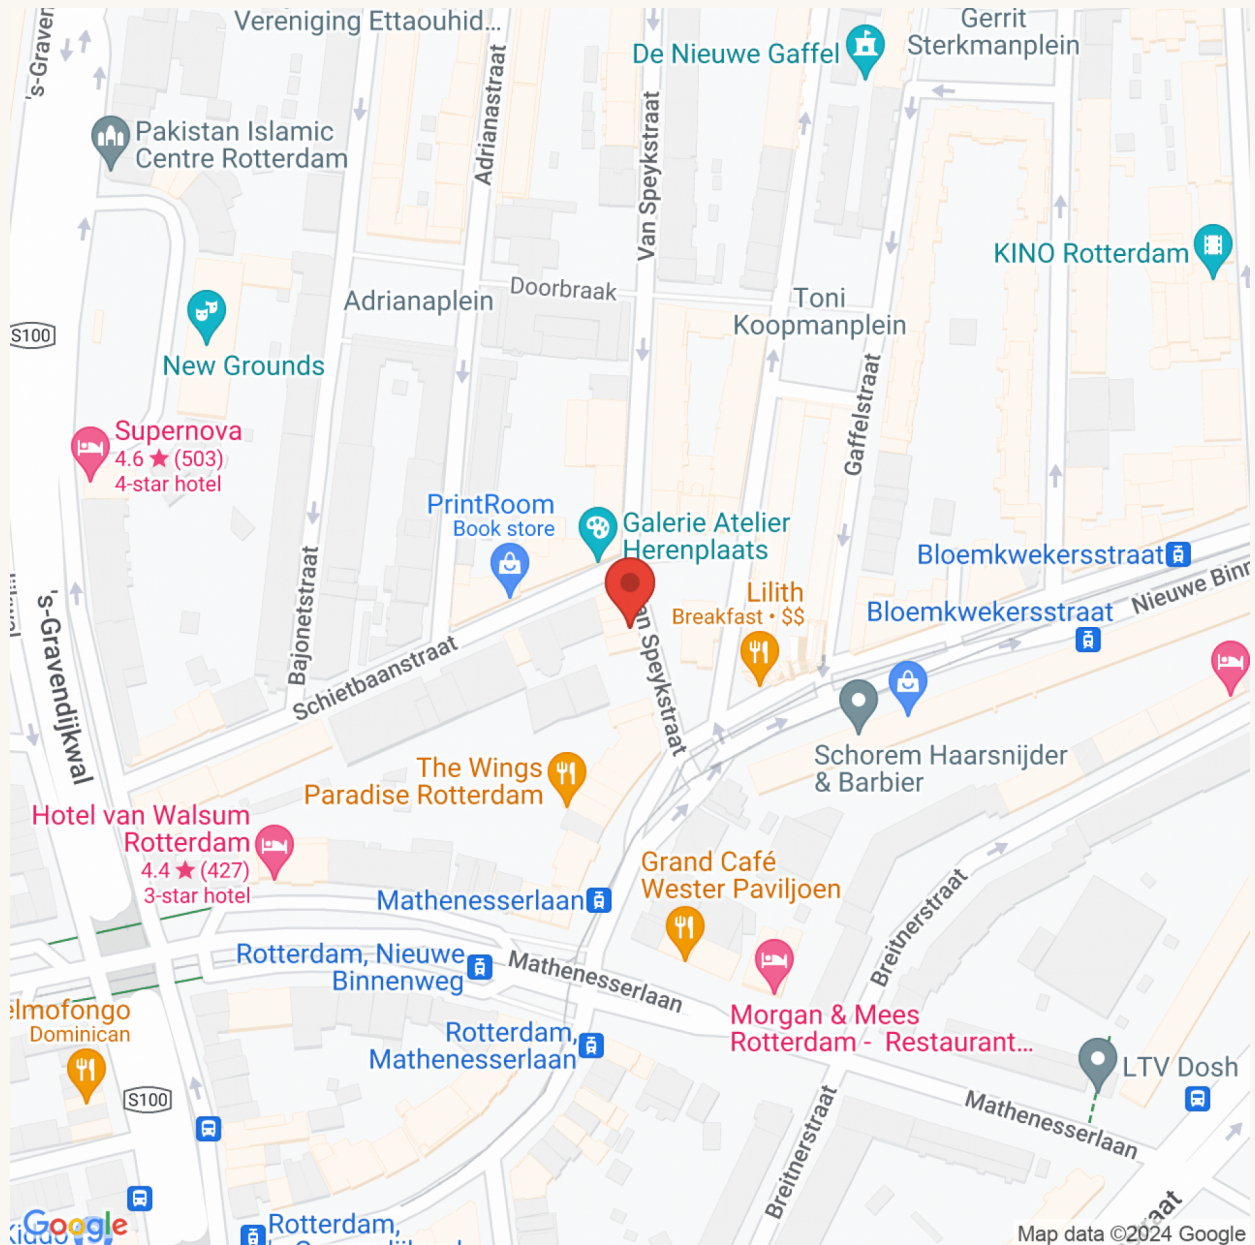 Vereniging Ettaouhid...
Gerrit
Sterkmanplein
De Nieuwe Gaffel
's-Graven
Adrianastraat
Van Speykstraat
Pakistan Islamic
Centre Rotterdam
KINO Rotterdam
Doorbraak
Adrianaplein
Toni
Koopmanplein
S100
New Grounds
Gaffelstraat
Supernova
4.6 ★ (503)
4-star hotel
PrintRoom
Book store
Galerie Atelier
Herenplaats
Bloemkwekersstraat
Bajonetstraat
Nieuwe Binr
Lilith
Breakfast • $$
Bloemkwekersstraat
's-Gravendijkwal
Schietbaanstraat
an Speykstraat
Schorem Haarsnijder
& Barbier
The Wings
Paradise Rotterdam
Hotel van Walsum
Rotterdam
4.4 ★ (427)
3-star hotel
Grand Café
Wester Paviljoen
Mathenesserlaan
Breitnerstraat
Rotterdam, Nieuwe
Binnenweg
Mathenesserlaan
elmofongo
Dominican
Morgan & Mees
Rotterdam - Restaurant...
Rotterdam,
Mathenesserlaan
LTV Dosh
S100
Mathenesserlaan
Breitnerstraat
straat
Google
Kiddo
Rotterdam,
Map data ©2024 Google